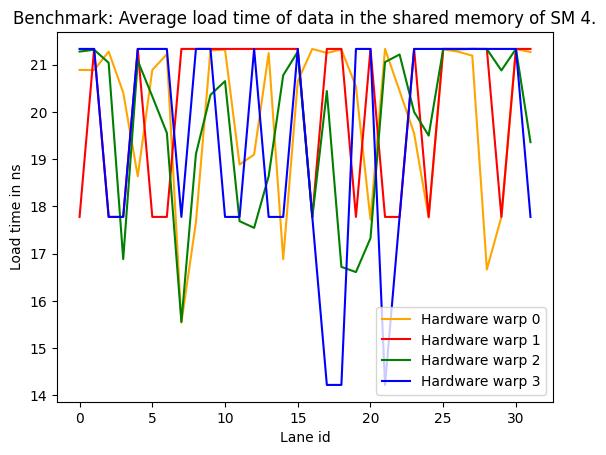 Benchmark: Average load time of data in the shared memory of SM 4.
Load time in ns
21
20
19
18
17
16
15
14
Hardware warp 0
Hardware warp 1
Hardware warp 2
Hardware warp 3
0 5 10 15 20 25 30
Lane id